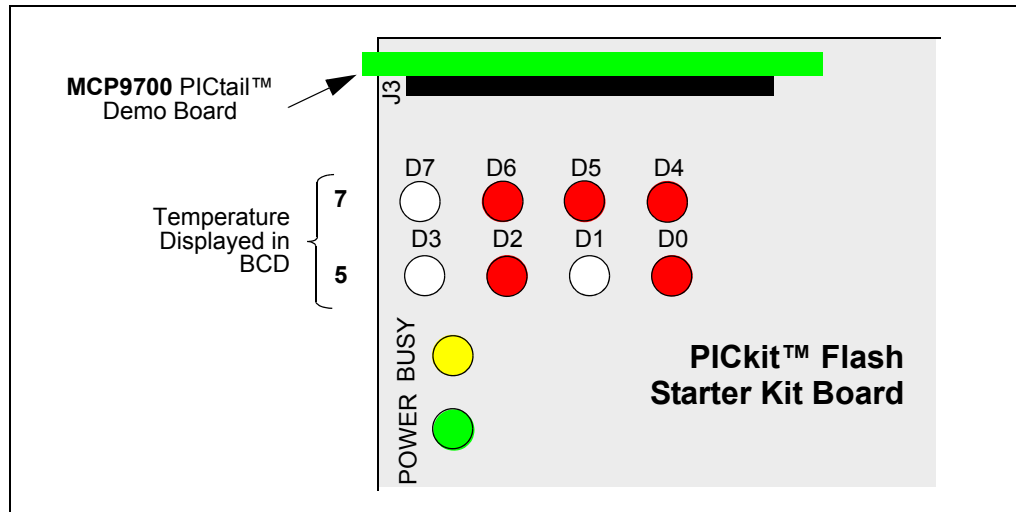 MCP9700 PICtail™
Demo Board
J3
D7 D6 D5 D4
7
D3 D2 D1 D0
5
Temperature
Displayed in
BCD
BUSY
POWER
PICkit™ Flash
Starter Kit Board